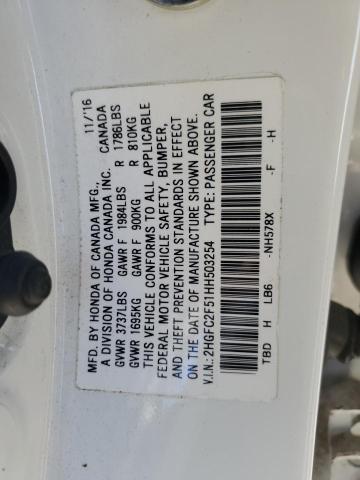 MFD. BY HONDA OF CANADA MFG., 11/'16
A DIVISION OF HONDA CANADA INC. CANADA
GVWR 3737LBS GAWR F 1984LBS R 1786LBS
GVWR 1695KG GAWR F 900KG R 810KG
THIS VEHICLE CONFORMS TO ALL APPLICABLE
FEDERAL MOTOR VEHICLE SAFETY, BUMPER,
AND THEFT PREVENTION STANDARDS IN EFFECT
ON THE DATE OF MANUFACTURE SHOWN ABOVE.
V.I.N.: 2HGFC2F51HH503254 TYPE: PASSENGER CAR
TBD H LB6 -NH578X -F -H